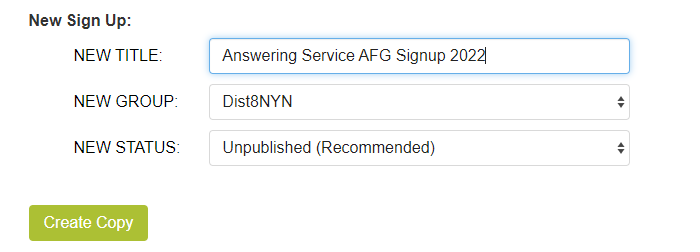 New Sign Up:
NEW TITLE: Answering Service AFG Signup 2022
NEW GROUP: Dist8NYN
NEW STATUS: Unpublished (Recommended)
Create Copy